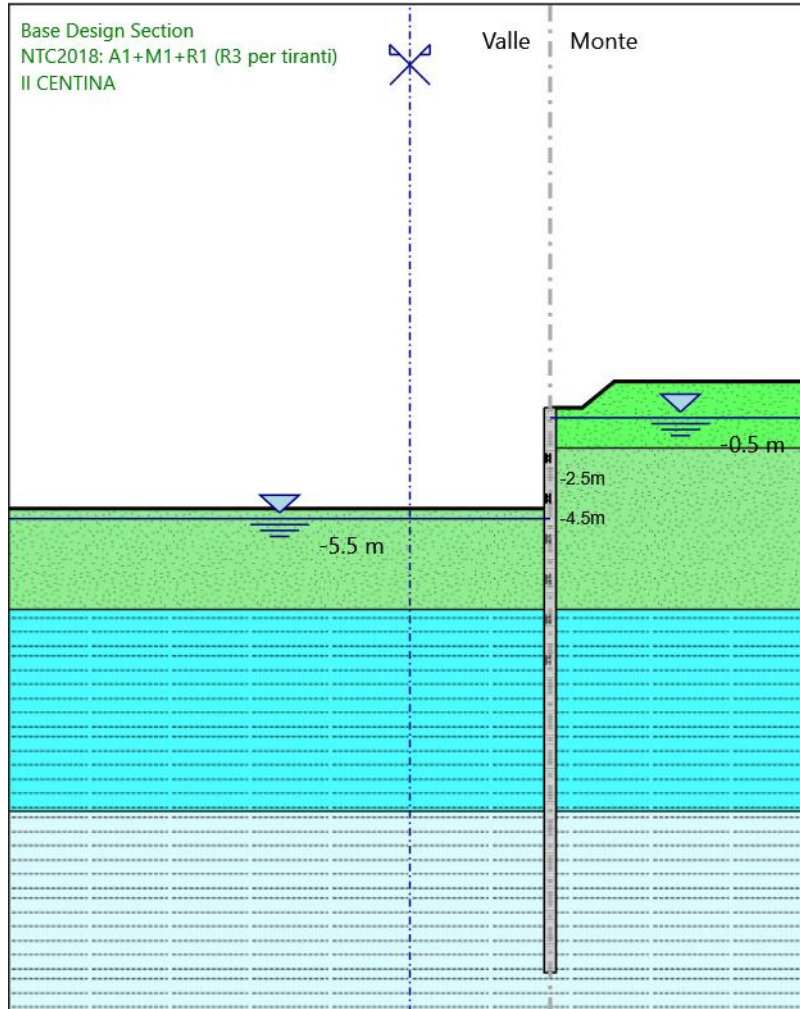 Base Design Section
NTC2018: A1+M1+R1 (R3 per tiranti)
II CENTINA
Valle
Monte
-0.5 m
-2.5m
-4.5m
-5.5 m